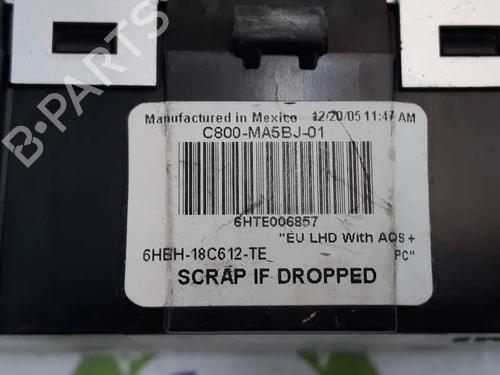 Manufactured in Mexico 12/20/05 11:47 AM
C800-MA5BJ-01
6HTE006857
"EU LHD With AQS +
6HBH-18C612-TE PC"
SCRAP IF DROPPED